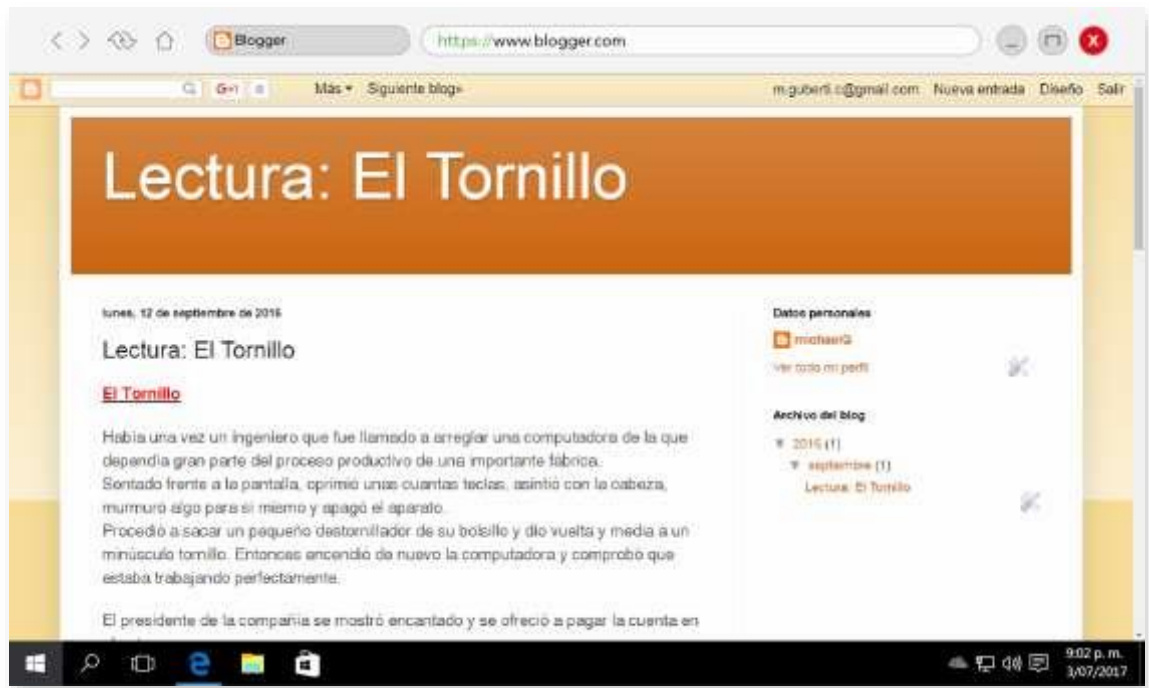 Blogger
https://www.blogger.com
G+1
Más Siguiente blog»
m.guberti.c@gmail.com Nueva entrada Diseño Salir
Lectura: El Tornillo
lunes, 12 de septiembre de 2016
Lectura: El Tornillo
El Tornillo
Había una vez un ingeniero que fue llamado a arreglar una computadora de la que
dependía gran parte del proceso productivo de una importante fábrica.
Sentado frente a la pantalla, oprimió unas cuantas teclas, asintió con la cabeza,
murmuró algo para sí mismo y apagó el aparato.
Procedió a sacar un pequeño destornillador de su bolsillo y dio vuelta y media a un
minúsculo tornillo. Entonces encendió de nuevo la computadora y comprobó que
estaba trabajando perfectamente.
El presidente de la compañía se mostró encantado y se ofreció a pagar la cuenta en
Datos personales
michaelG
Ver todo mi perfil
Archivo del blog
▼ 2016 (1)
▼ septiembre (1)
Lectura: El Tornillo
9:02 p. m.
3/07/2017